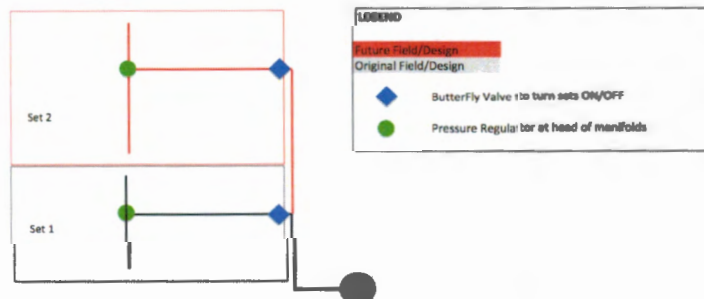 LEGEND
Future Field/Design
Original Field/Design
ButterFly Valve to turn sets ON/OFF
Pressure Regulator at head of manifolds
Set 2
Set 1